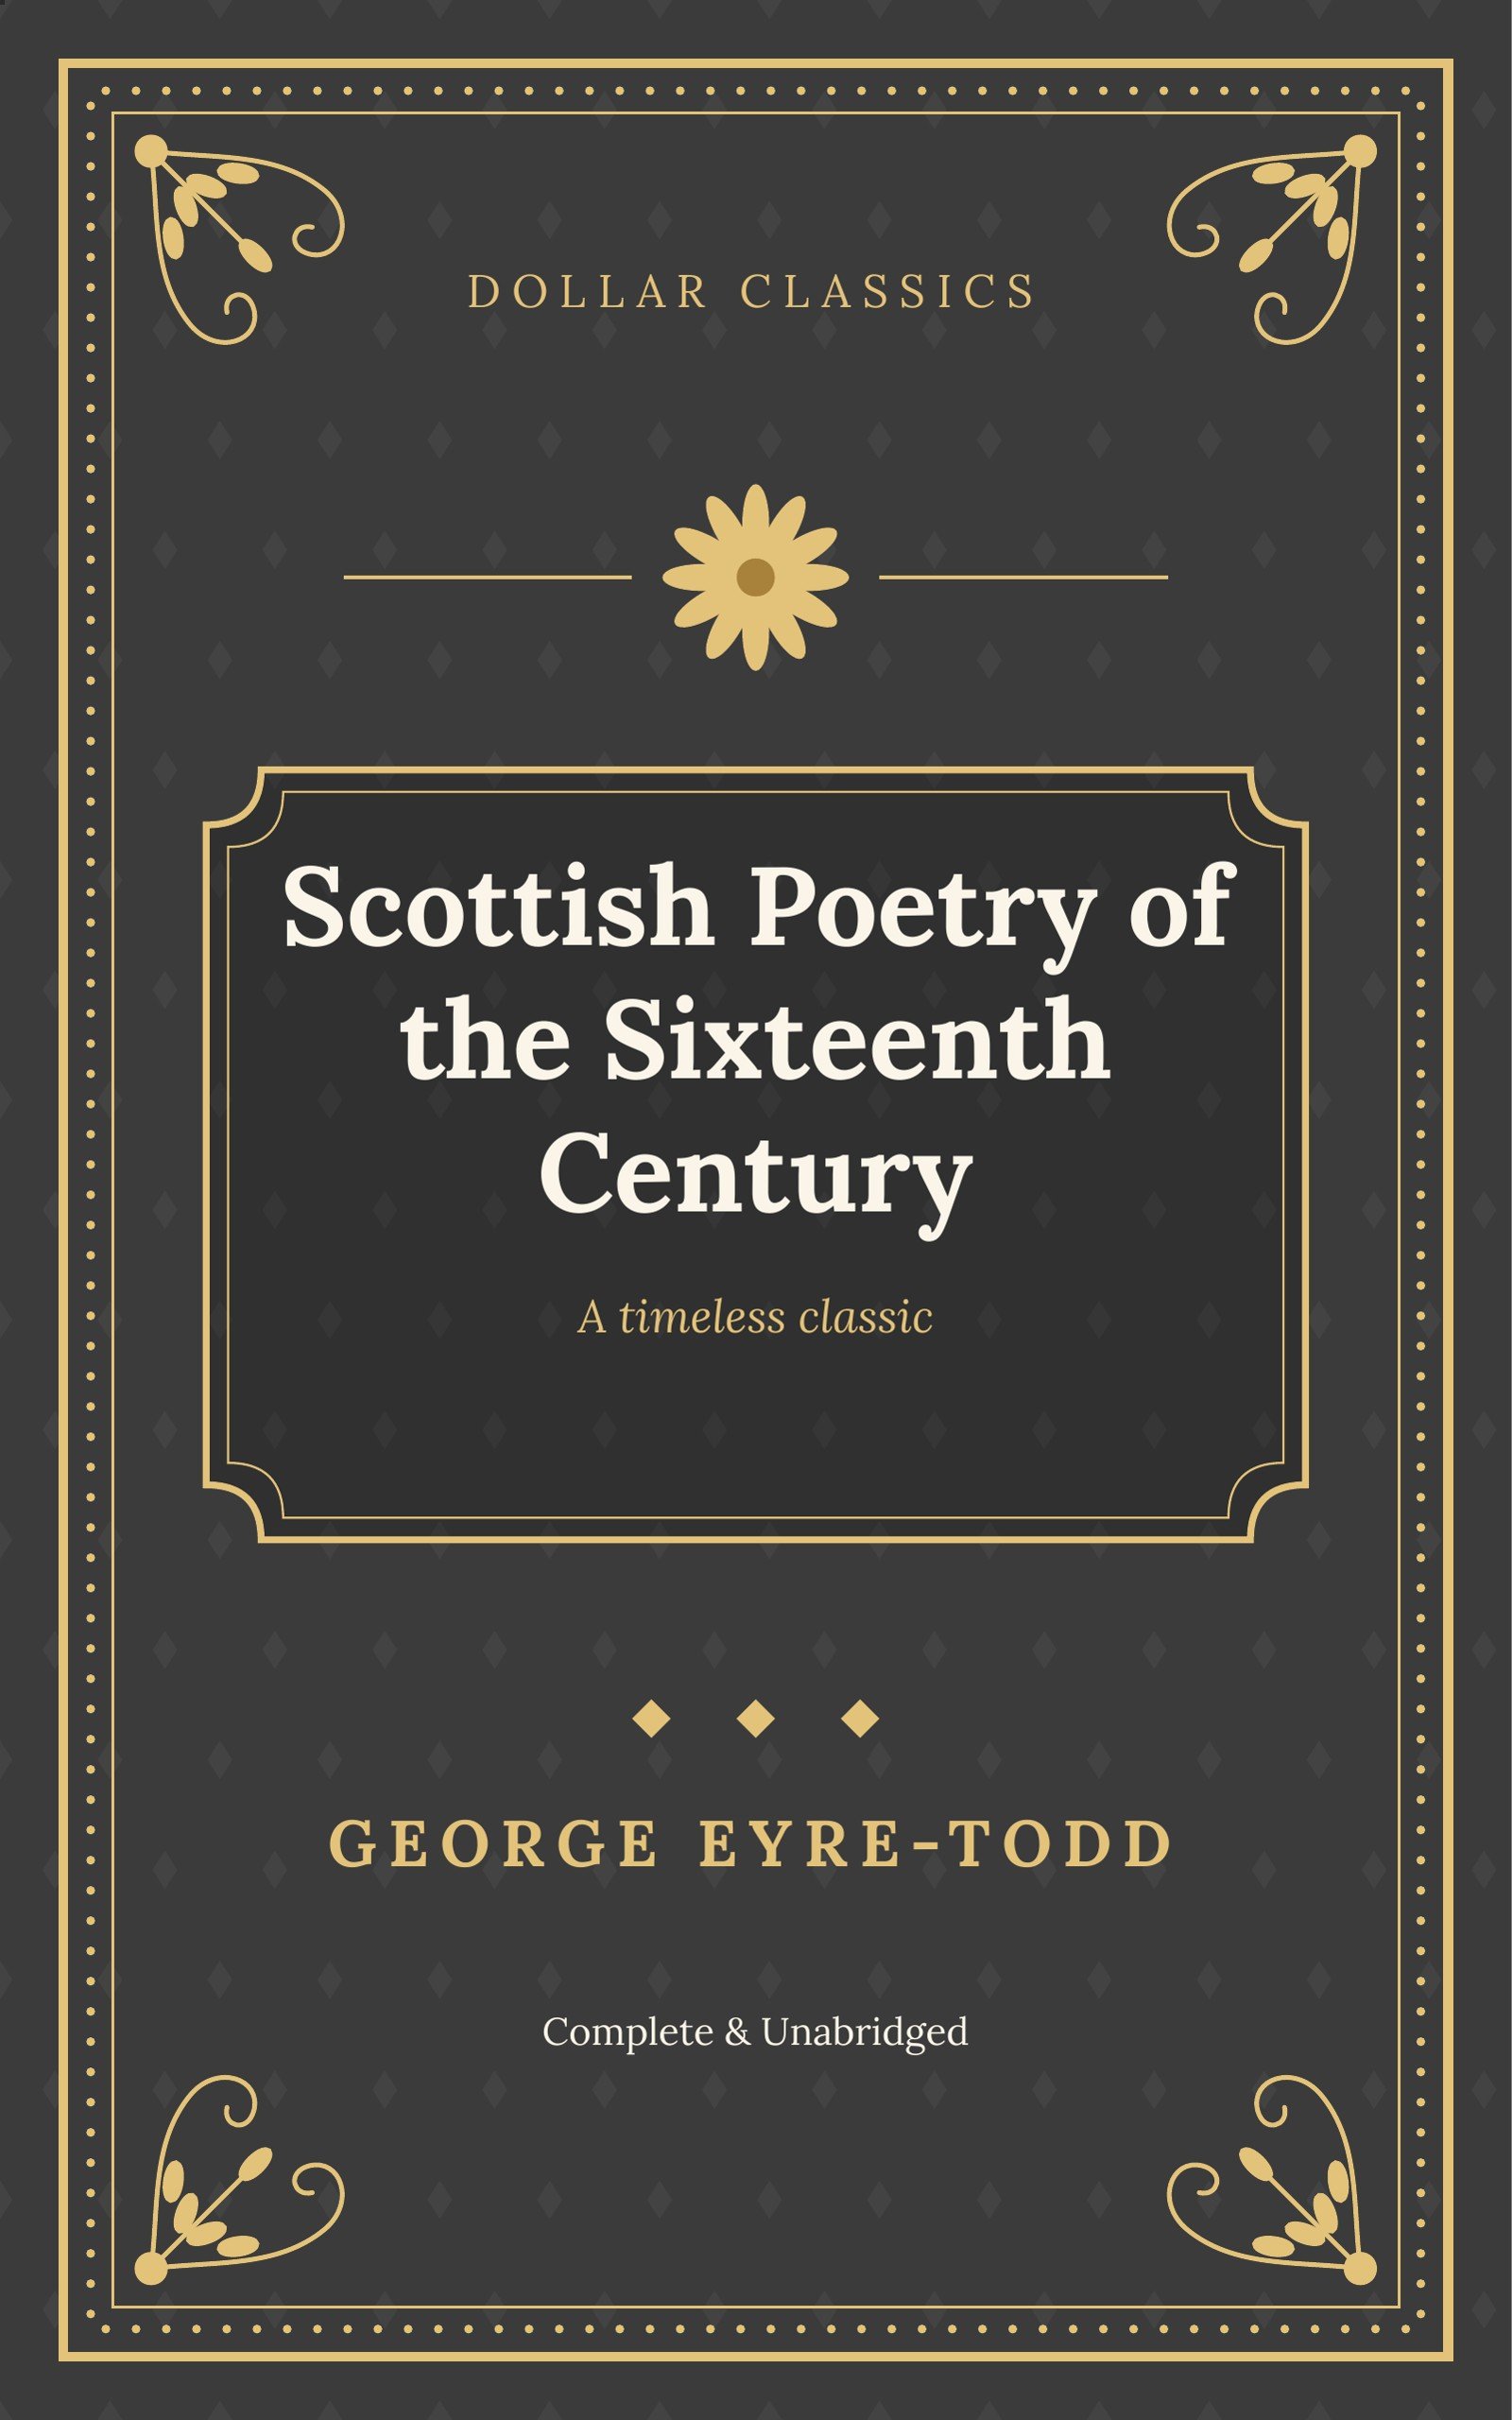 DOLLAR CLASSICS
Scottish Poetry of
the Sixteenth
Century
A timeless classic
GEORGE EYRE-TODD
Complete & Unabridged